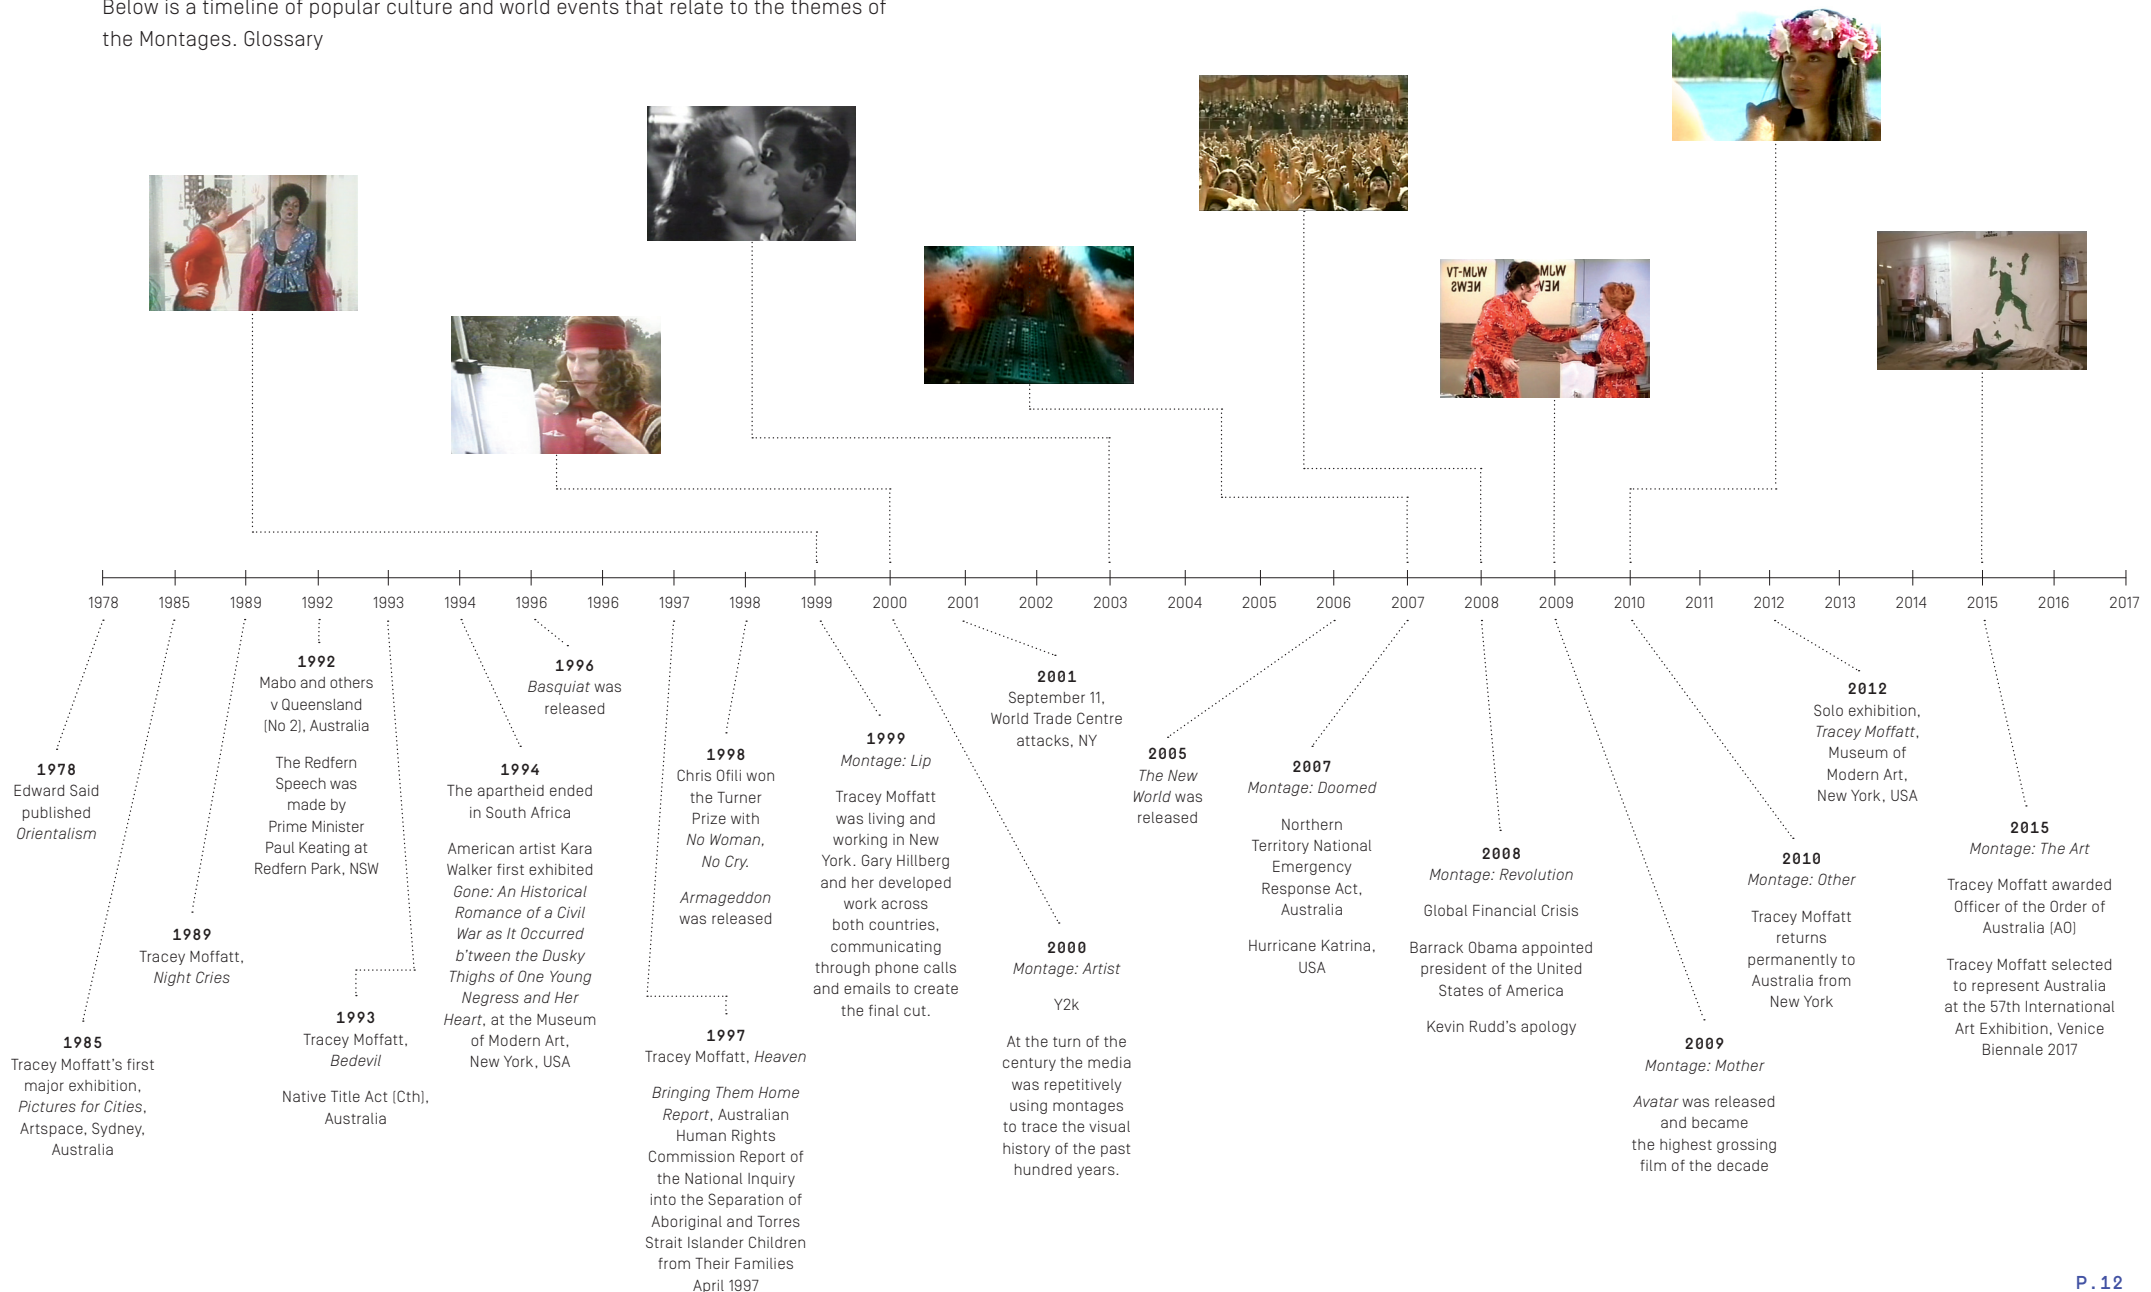 Below is a timeline of popular culture and world events that relate to the themes of
the Montages. Glossary
WJM-TV
NEWS
WJM
NEW
1978
1985
1989
1992
1993
1994
1996
1996
1997
1998
1999
2000
2001
2002
2003
2004
2005
2006
2007
2008
2009
2010
2011
2012
2013
2014
2015
2016
2017
1978
Edward Said
published
Orientalism
1985
Tracey Moffatt's first
major exhibition,
Pictures for Cities,
Artspace, Sydney,
Australia
1989
Tracey Moffatt,
Night Cries
1992
Mabo and others
v Queensland
(No 2), Australia
The Redfern
Speech was
made by
Prime Minister
Paul Keating at
Redfern Park, NSW
1993
Tracey Moffatt,
Bedevil
Native Title Act (Cth),
Australia
1994
The apartheid ended
in South Africa
American artist Kara
Walker first exhibited
Gone: An Historical
Romance of a Civil
War as It Occurred
b'tween the Dusky
Thighs of One Young
Negress and Her
Heart, at the Museum
of Modern Art,
New York, USA
1996
Basquiat was
released
1997
Tracey Moffatt, Heaven
Bringing Them Home
Report, Australian
Human Rights
Commission Report of
the National Inquiry
into the Separation of
Aboriginal and Torres
Strait Islander Children
from Their Families
April 1997
1998
Chris Ofili won
the Turner
Prize with
No Woman,
No Cry.
Armageddon
was released
1999
Montage: Lip
Tracey Moffatt
was living and
working in New
York. Gary Hillberg
and her developed
work across
both countries,
communicating
through phone calls
and emails to create
the final cut.
2000
Montage: Artist
Y2k
At the turn of the
century the media
was repetitively
using montages
to trace the visual
history of the past
hundred years.
2001
September 11,
World Trade Centre
attacks, NY
2005
The New
World was
released
2007
Montage: Doomed
Northern
Territory National
Emergency
Response Act,
Australia
Hurricane Katrina,
USA
2008
Montage: Revolution
Global Financial Crisis
Barrack Obama appointed
president of the United
States of America
Kevin Rudd's apology
2009
Montage: Mother
Avatar was released
and became
the highest grossing
film of the decade
2010
Montage: Other
Tracey Moffatt
returns
permanently to
Australia from
New York
2012
Solo exhibition,
Tracey Moffatt,
Museum of
Modern Art,
New York, USA
2015
Montage: The Art
Tracey Moffatt awarded
Officer of the Order of
Australia (AO)
Tracey Moffatt selected
to represent Australia
at the 57th International
Art Exhibition, Venice
Biennale 2017
P.12